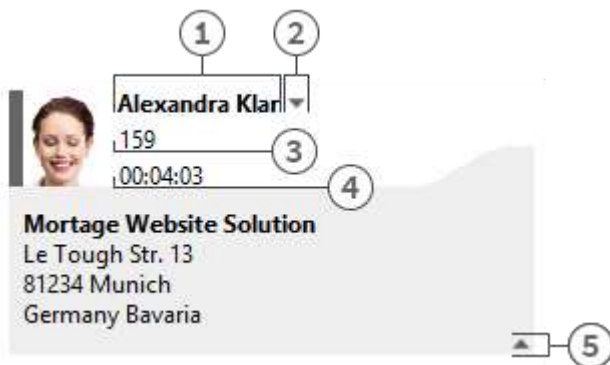 1 2
Alexandra Klar
159
3
00:04:03
4
Mortage Website Solution
Le Tough Str. 13
81234 Munich
Germany Bavaria
5